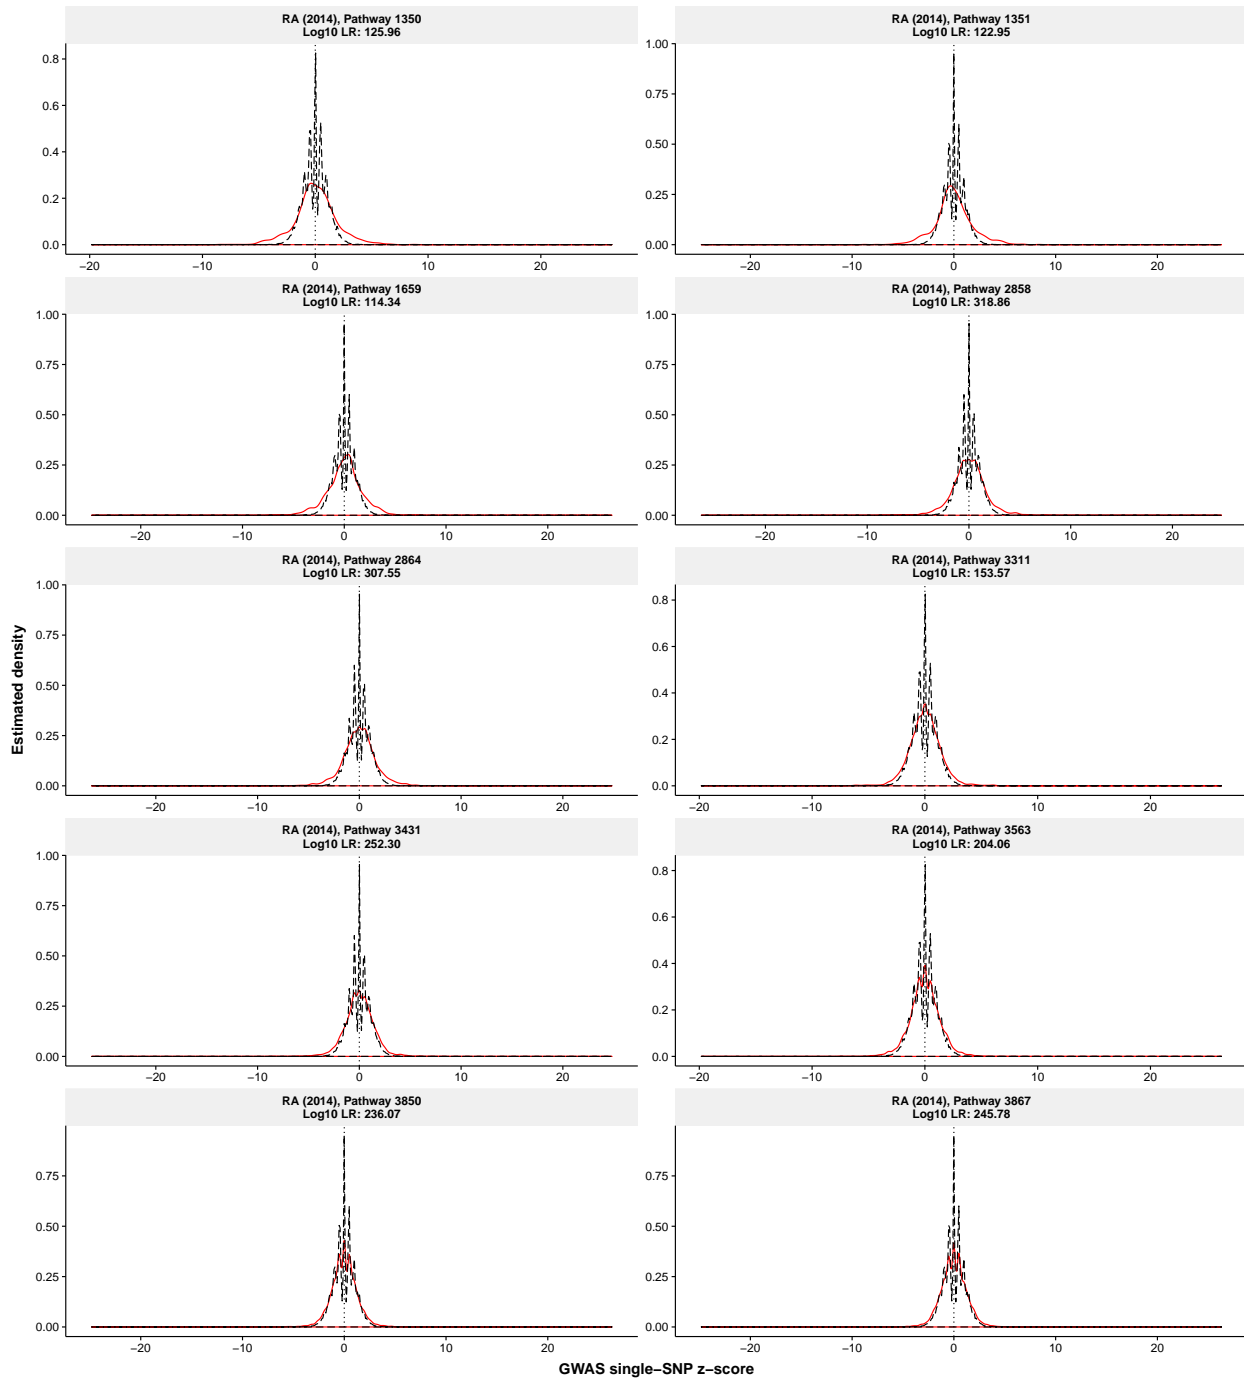 RA (2014), Pathway 1350
Log10 LR: 125.96
0.8
0.6
0.4
0.2
0.0
−20 −10 0 10 20
RA (2014), Pathway 1351
Log10 LR: 122.95
1.00
0.75
0.50
0.25
0.00
−20 −10 0 10 20
RA (2014), Pathway 1659
Log10 LR: 114.34
1.00
0.75
0.50
0.25
0.00
−20 −10 0 10 20
RA (2014), Pathway 2858
Log10 LR: 318.86
1.00
0.75
0.50
0.25
0.00
−20 −10 0 10 20
Estimated density
RA (2014), Pathway 2864
Log10 LR: 307.55
1.00
0.75
0.50
0.25
0.00
−20 −10 0 10 20
RA (2014), Pathway 3311
Log10 LR: 153.57
0.8
0.6
0.4
0.2
0.0
−20 −10 0 10 20
RA (2014), Pathway 3431
Log10 LR: 252.30
1.00
0.75
0.50
0.25
0.00
−20 −10 0 10 20
RA (2014), Pathway 3563
Log10 LR: 204.06
0.8
0.6
0.4
0.2
0.0
−20 −10 0 10 20
RA (2014), Pathway 3850
Log10 LR: 236.07
0.75
0.50
0.25
0.00
−20 −10 0 10 20
RA (2014), Pathway 3867
Log10 LR: 245.78
0.75
0.50
0.25
0.00
−20 −10 0 10 20
GWAS single−SNP z−score